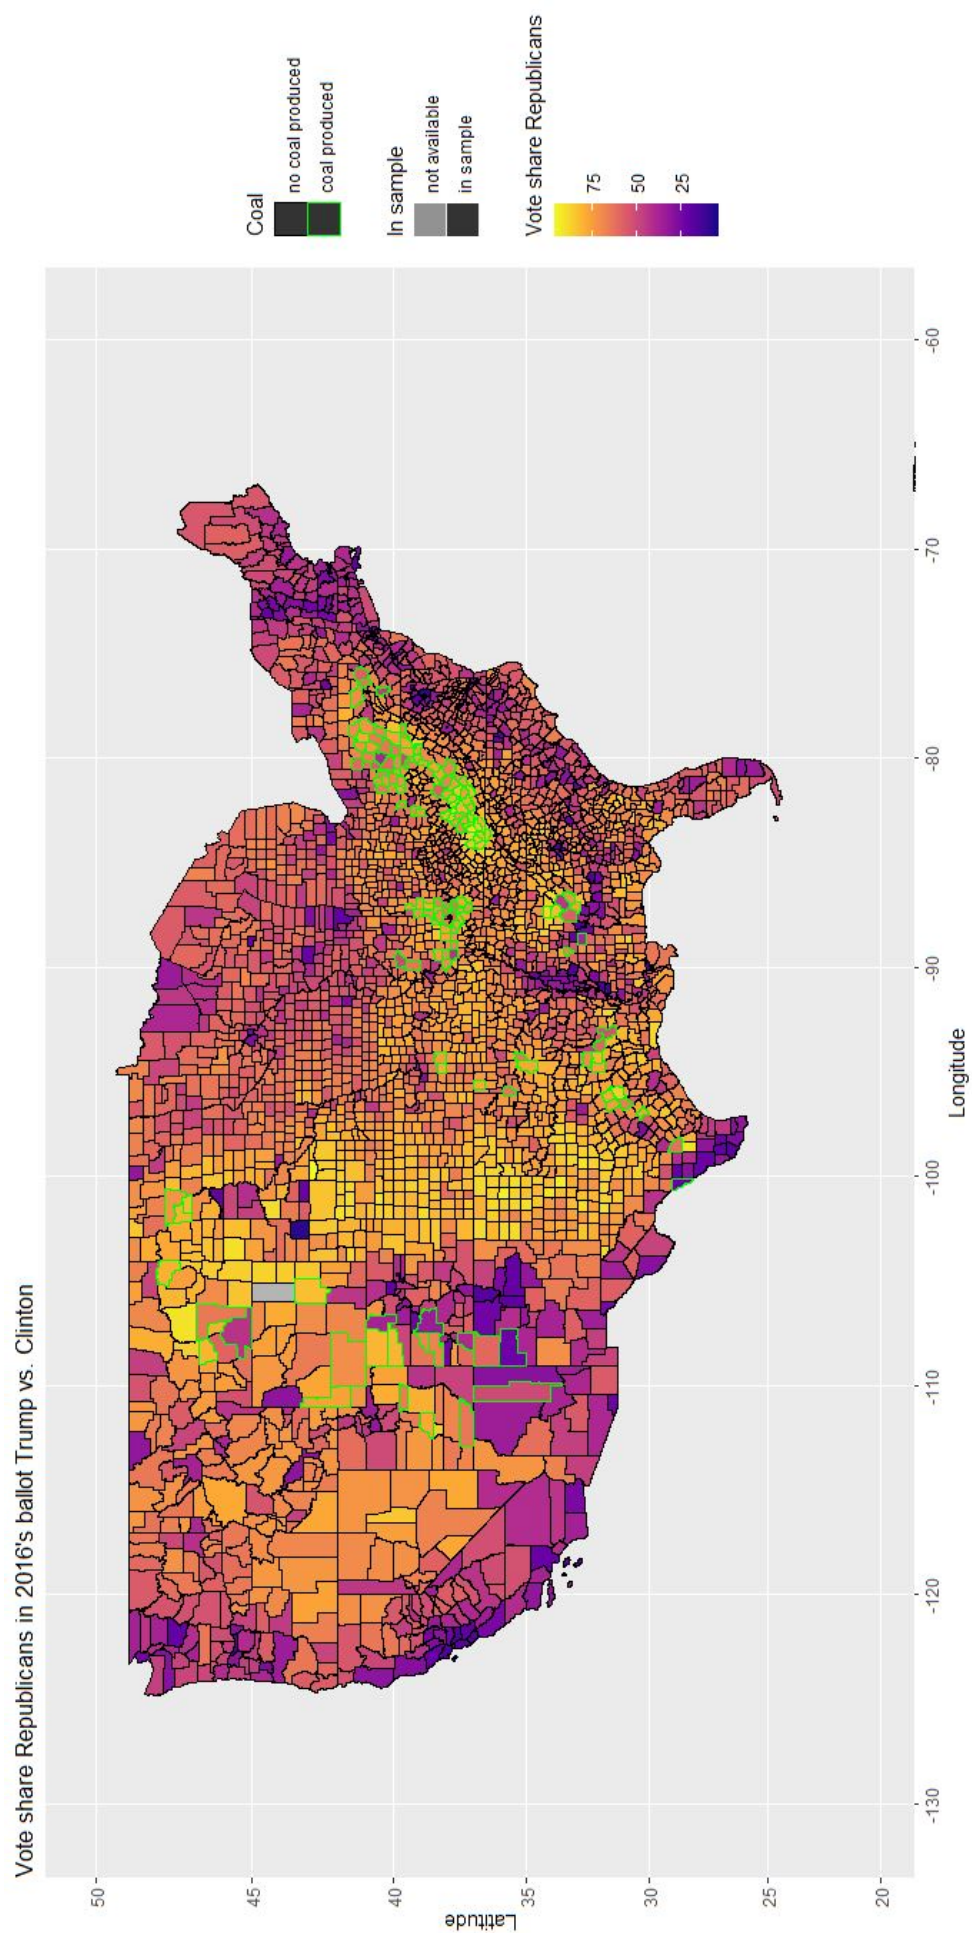 Vote share Republicans in 2016's ballot Trump vs. Clinton
Latitude
50
45
40
35
30
25
20
-130
-120
-110
-100
-90
-80
-70
-60
Longitude
Coal
no coal produced
coal produced
In sample
not available
in sample
Vote share Republicans
75
50
25